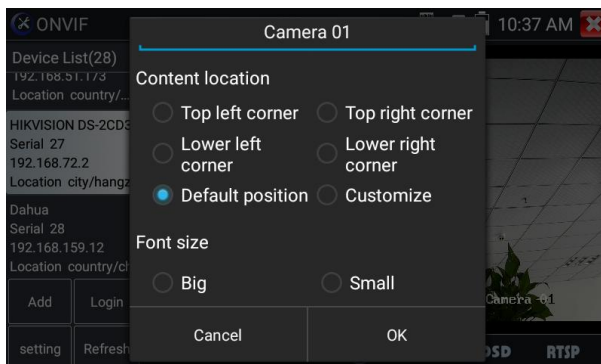 ONVIF
10:37 AM
Device List(28)
192.168.51.173
Location country/...
HIKVISION DS-2CD3
Serial 27
192.168.72.2
Location city/hangz
Dahua
Serial 28
192.168.159.12
Location country/ch
Add
Login
setting
Refresh
Camera 01
Content location
Top left corner
Top right corner
Lower left
corner
Lower right
corner
Default position
Customize
Font size
Big
Small
Cancel
OK
Camera 01
OSD
RTSP